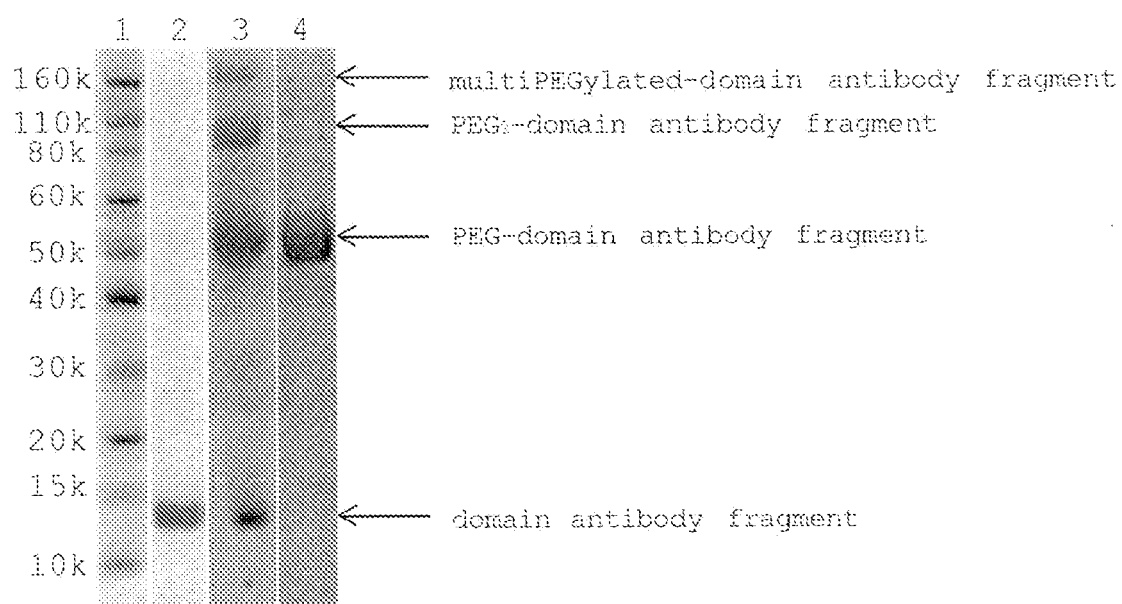 1 2 3 4
160k
multiPEGylated-domain antibody fragment
110k
PEG₂-domain antibody fragment
80k
60k
PEG-domain antibody fragment
50k
40k
30k
20k
15k
domain antibody fragment
10k